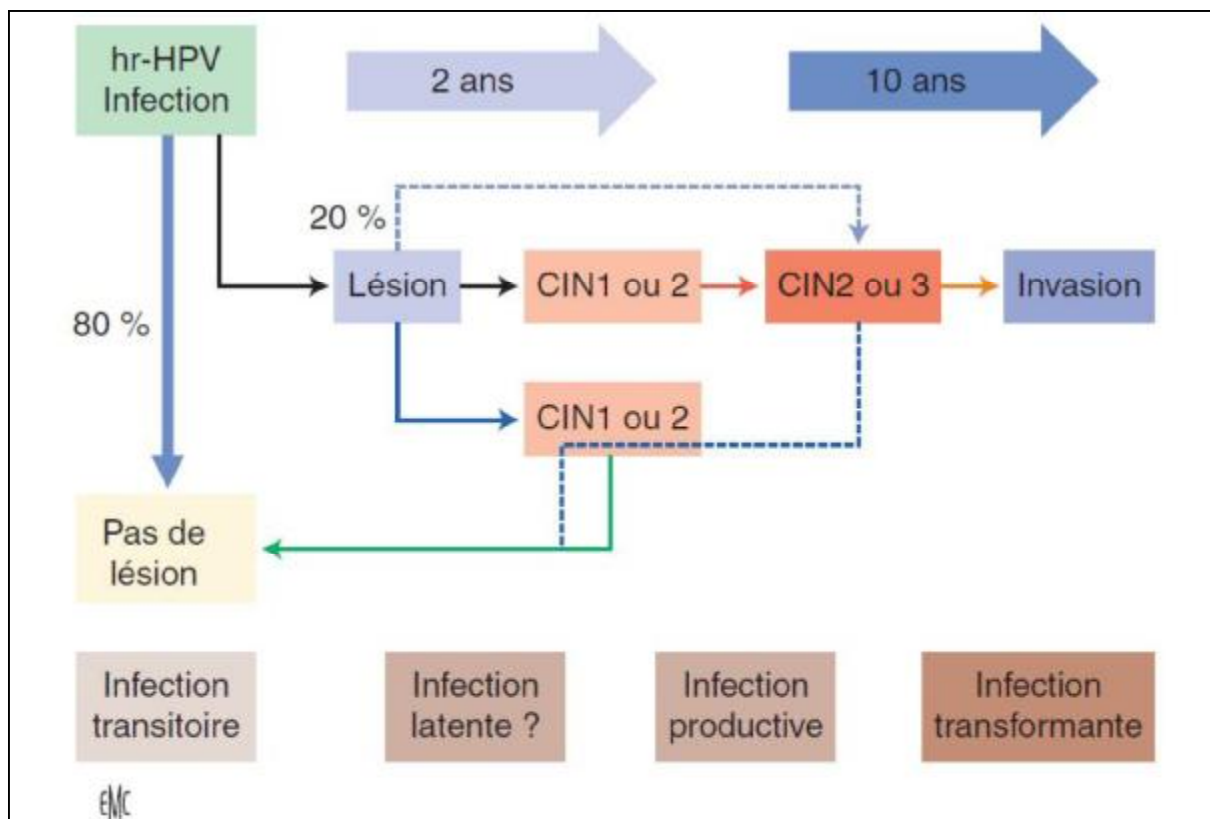 hr-HPV
Infection
2 ans
10 ans
20 %
80 %
Lésion
CIN1 ou 2
CIN2 ou 3
Invasion
CIN1 ou 2
Pas de
lésion
Infection
transitoire
Infection
latente ?
Infection
productive
Infection
transformante
EMC